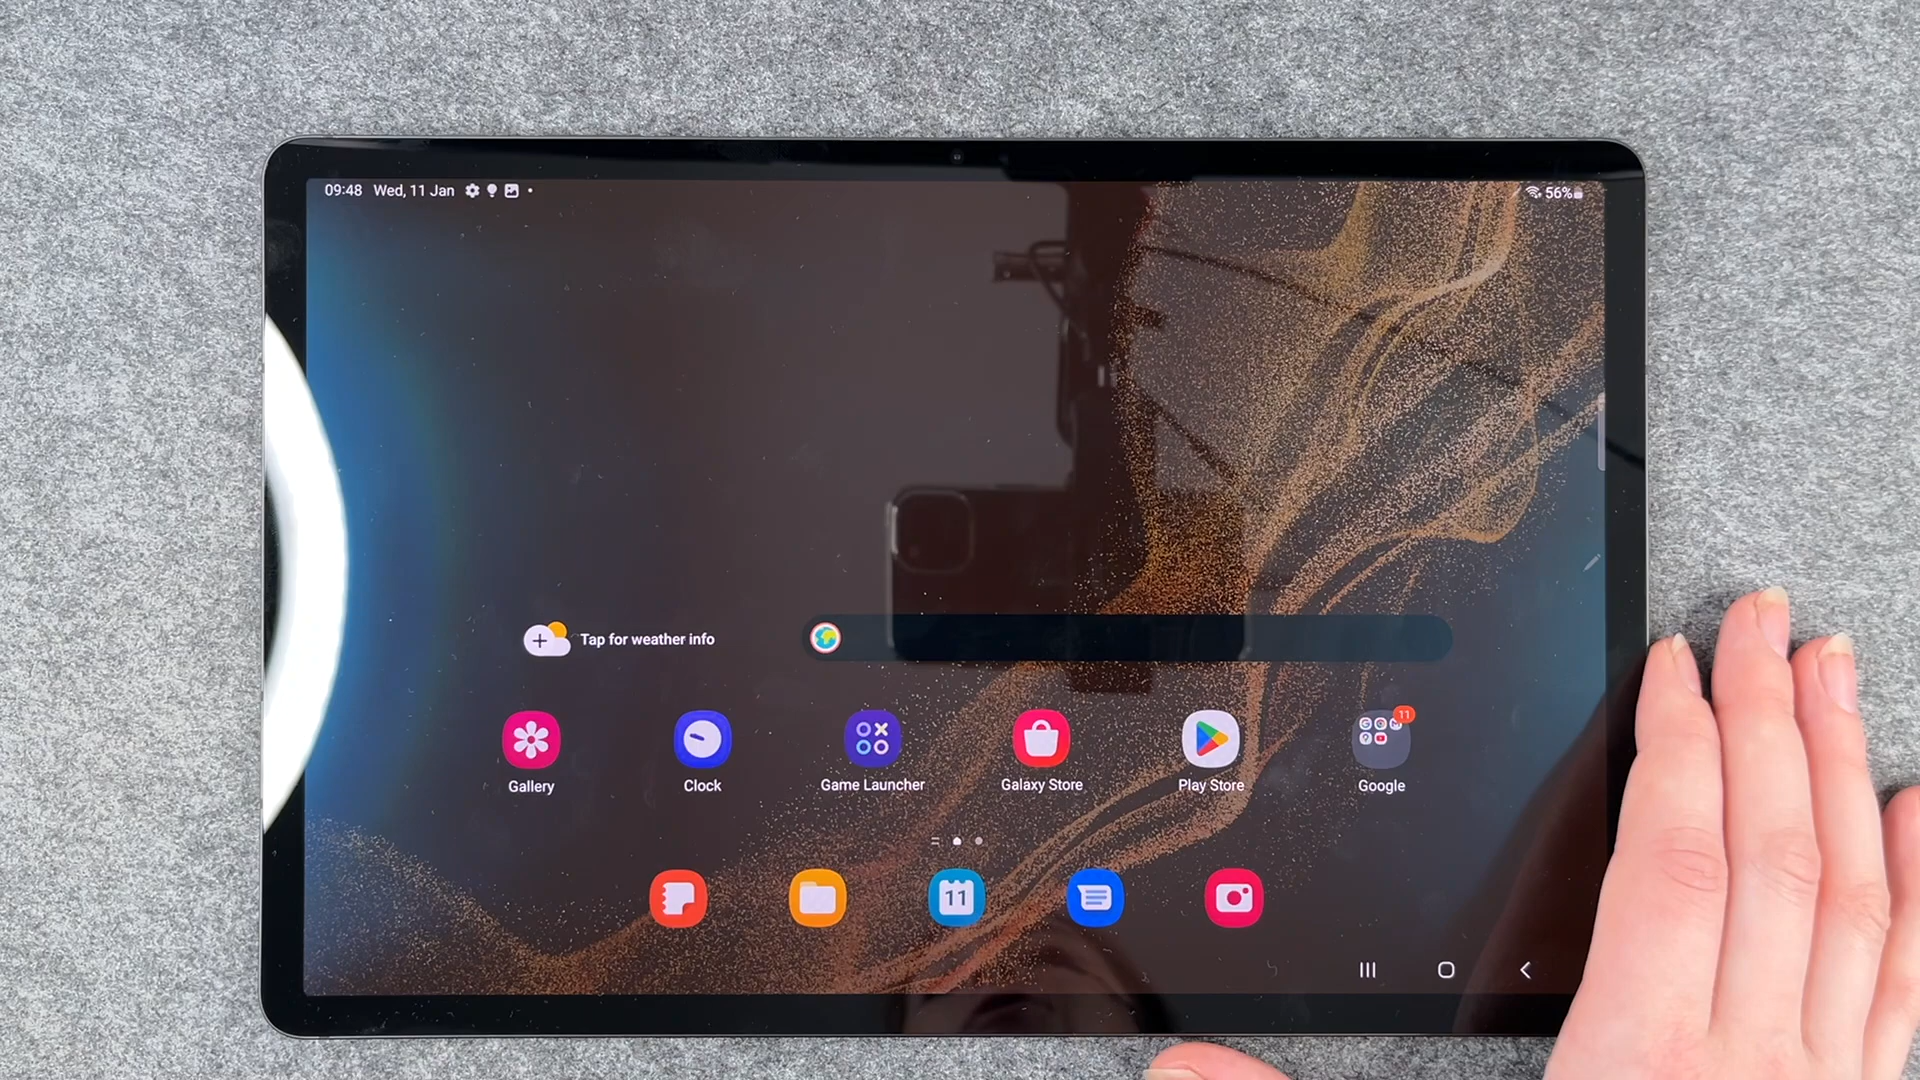 09:48 Wed, 11 Jan
56%
Tap for weather info
11
Gallery
Clock
Game Launcher
Galaxy Store
Play Store
Google
11